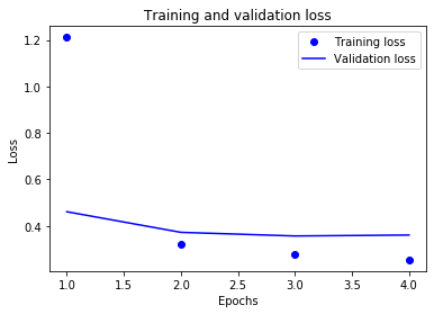 Training and validation loss
Training loss
Validation loss
1.2
1.0
0.8
0.6
0.4
Loss
1.0
1.5
2.0
2.5
3.0
3.5
4.0
Epochs